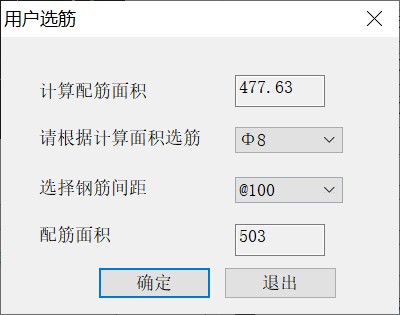 用户选筋
计算配筋面积 477.63
请根据计算面积选筋 Φ8
选择钢筋间距 @100
配筋面积 503
确定 退出